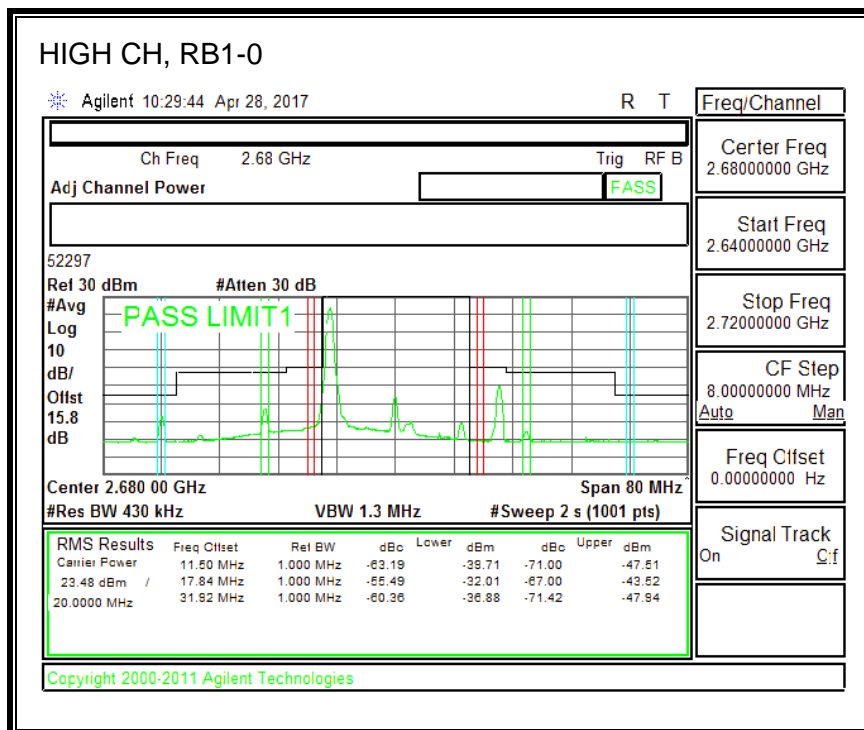 HIGH CH, RB1-0
Agilent 10:29:44 Apr 28, 2017 R T
Freq/Channel
Ch Freq 2.68 GHz Trig RF B
Adj Channel Power PASS
Center Freq
2.68000000 GHz
Start Freq
2.64000000 GHz
Stop Freq
2.72000000 GHz
CF Step
8.00000000 MHz
Auto Man
Freq Offset
0.00000000 Hz
Signal Track
On Off
52297
Ref 30 dBm #Atten 30 dB
#Avg
Log
10
dB/
Offst
15.8
dB
PASS LIMIT1
Center 2.680 00 GHz Span 80 MHz
#Res BW 430 kHz VBW 1.3 MHz #Sweep 2 s (1001 pts)
RMS Results Freq Offset Ref BW dBc Lower dBm dBc Upper dBm
Carrier Power 11.50 MHz 1.000 MHz -63.19 -39.71 -71.00 -47.51
23.48 dBm / 17.84 MHz 1.000 MHz -55.49 -32.01 -67.00 -43.52
20.0000 MHz 31.92 MHz 1.000 MHz -60.36 -36.88 -71.42 -47.94
Copyright 2000-2011 Agilent Technologies